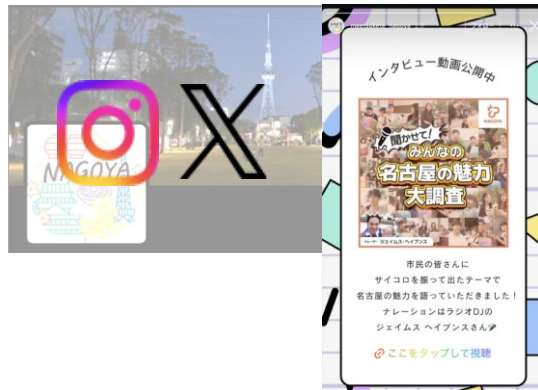 NAGOYA
インタビュー動画公開中
NAGOYA
聞かせて!
みんなの
名古屋の魅力
大調査
ジェイムス・ヘイブンス
市民の皆さんに
サイコロを振って出たテーマで
名古屋の魅力を語っていただきました!
ナレーションはラジオDJの
ジェイムス ヘイブンスさん🎤
ここをタップして視聴